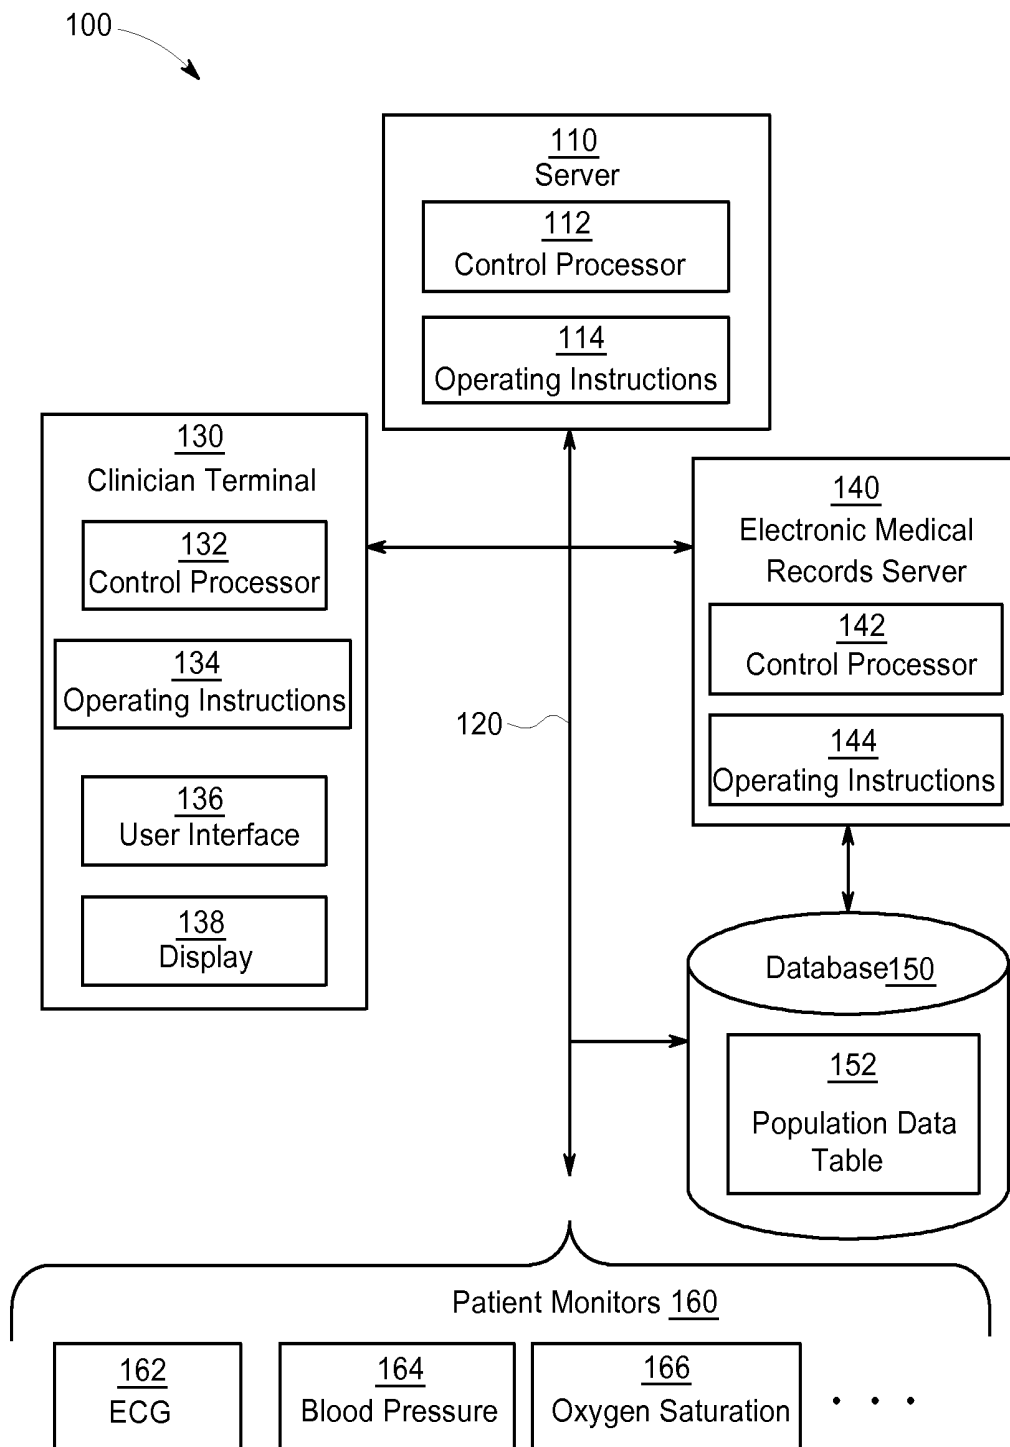 100
110
Server
112
Control Processor
114
Operating Instructions
130
Clinician Terminal
132
Control Processor
134
Operating Instructions
136
User Interface
138
Display
120
140
Electronic Medical
Records Server
142
Control Processor
144
Operating Instructions
Database 150
152
Population Data
Table
Patient Monitors 160
162
ECG
164
Blood Pressure
166
Oxygen Saturation
. . .